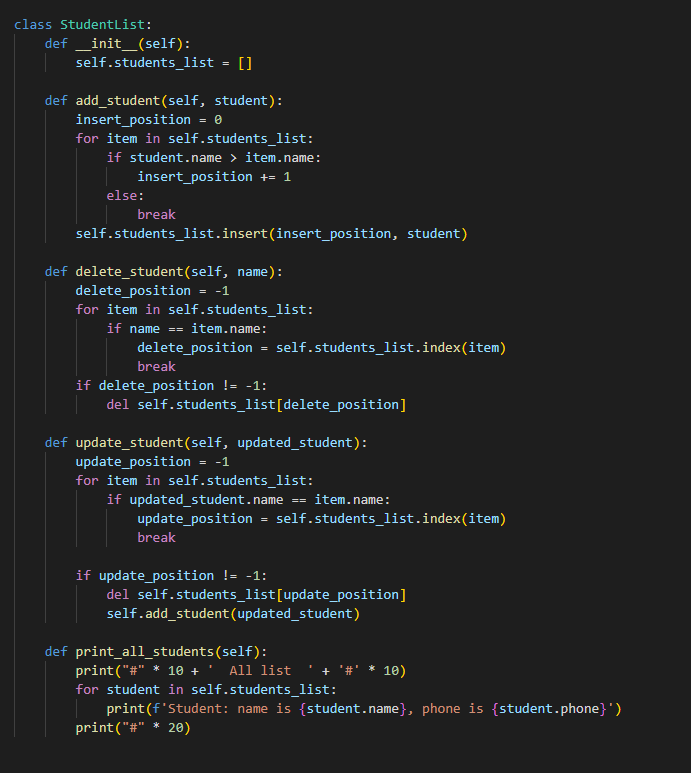 class StudentList:
    def __init__(self):
        self.students_list = []

    def add_student(self, student):
        insert_position = 0
        for item in self.students_list:
            if student.name > item.name:
                insert_position += 1
            else:
                break
        self.students_list.insert(insert_position, student)

    def delete_student(self, name):
        delete_position = -1
        for item in self.students_list:
            if name == item.name:
                delete_position = self.students_list.index(item)
                break
        if delete_position != -1:
            del self.students_list[delete_position]

    def update_student(self, updated_student):
        update_position = -1
        for item in self.students_list:
            if updated_student.name == item.name:
                update_position = self.students_list.index(item)
                break

        if update_position != -1:
            del self.students_list[update_position]
            self.add_student(updated_student)

    def print_all_students(self):
        print("#" * 10 + '  All list  ' + '#' * 10)
        for student in self.students_list:
            print(f'Student: name is {student.name}, phone is {student.phone}')
        print("#" * 20)